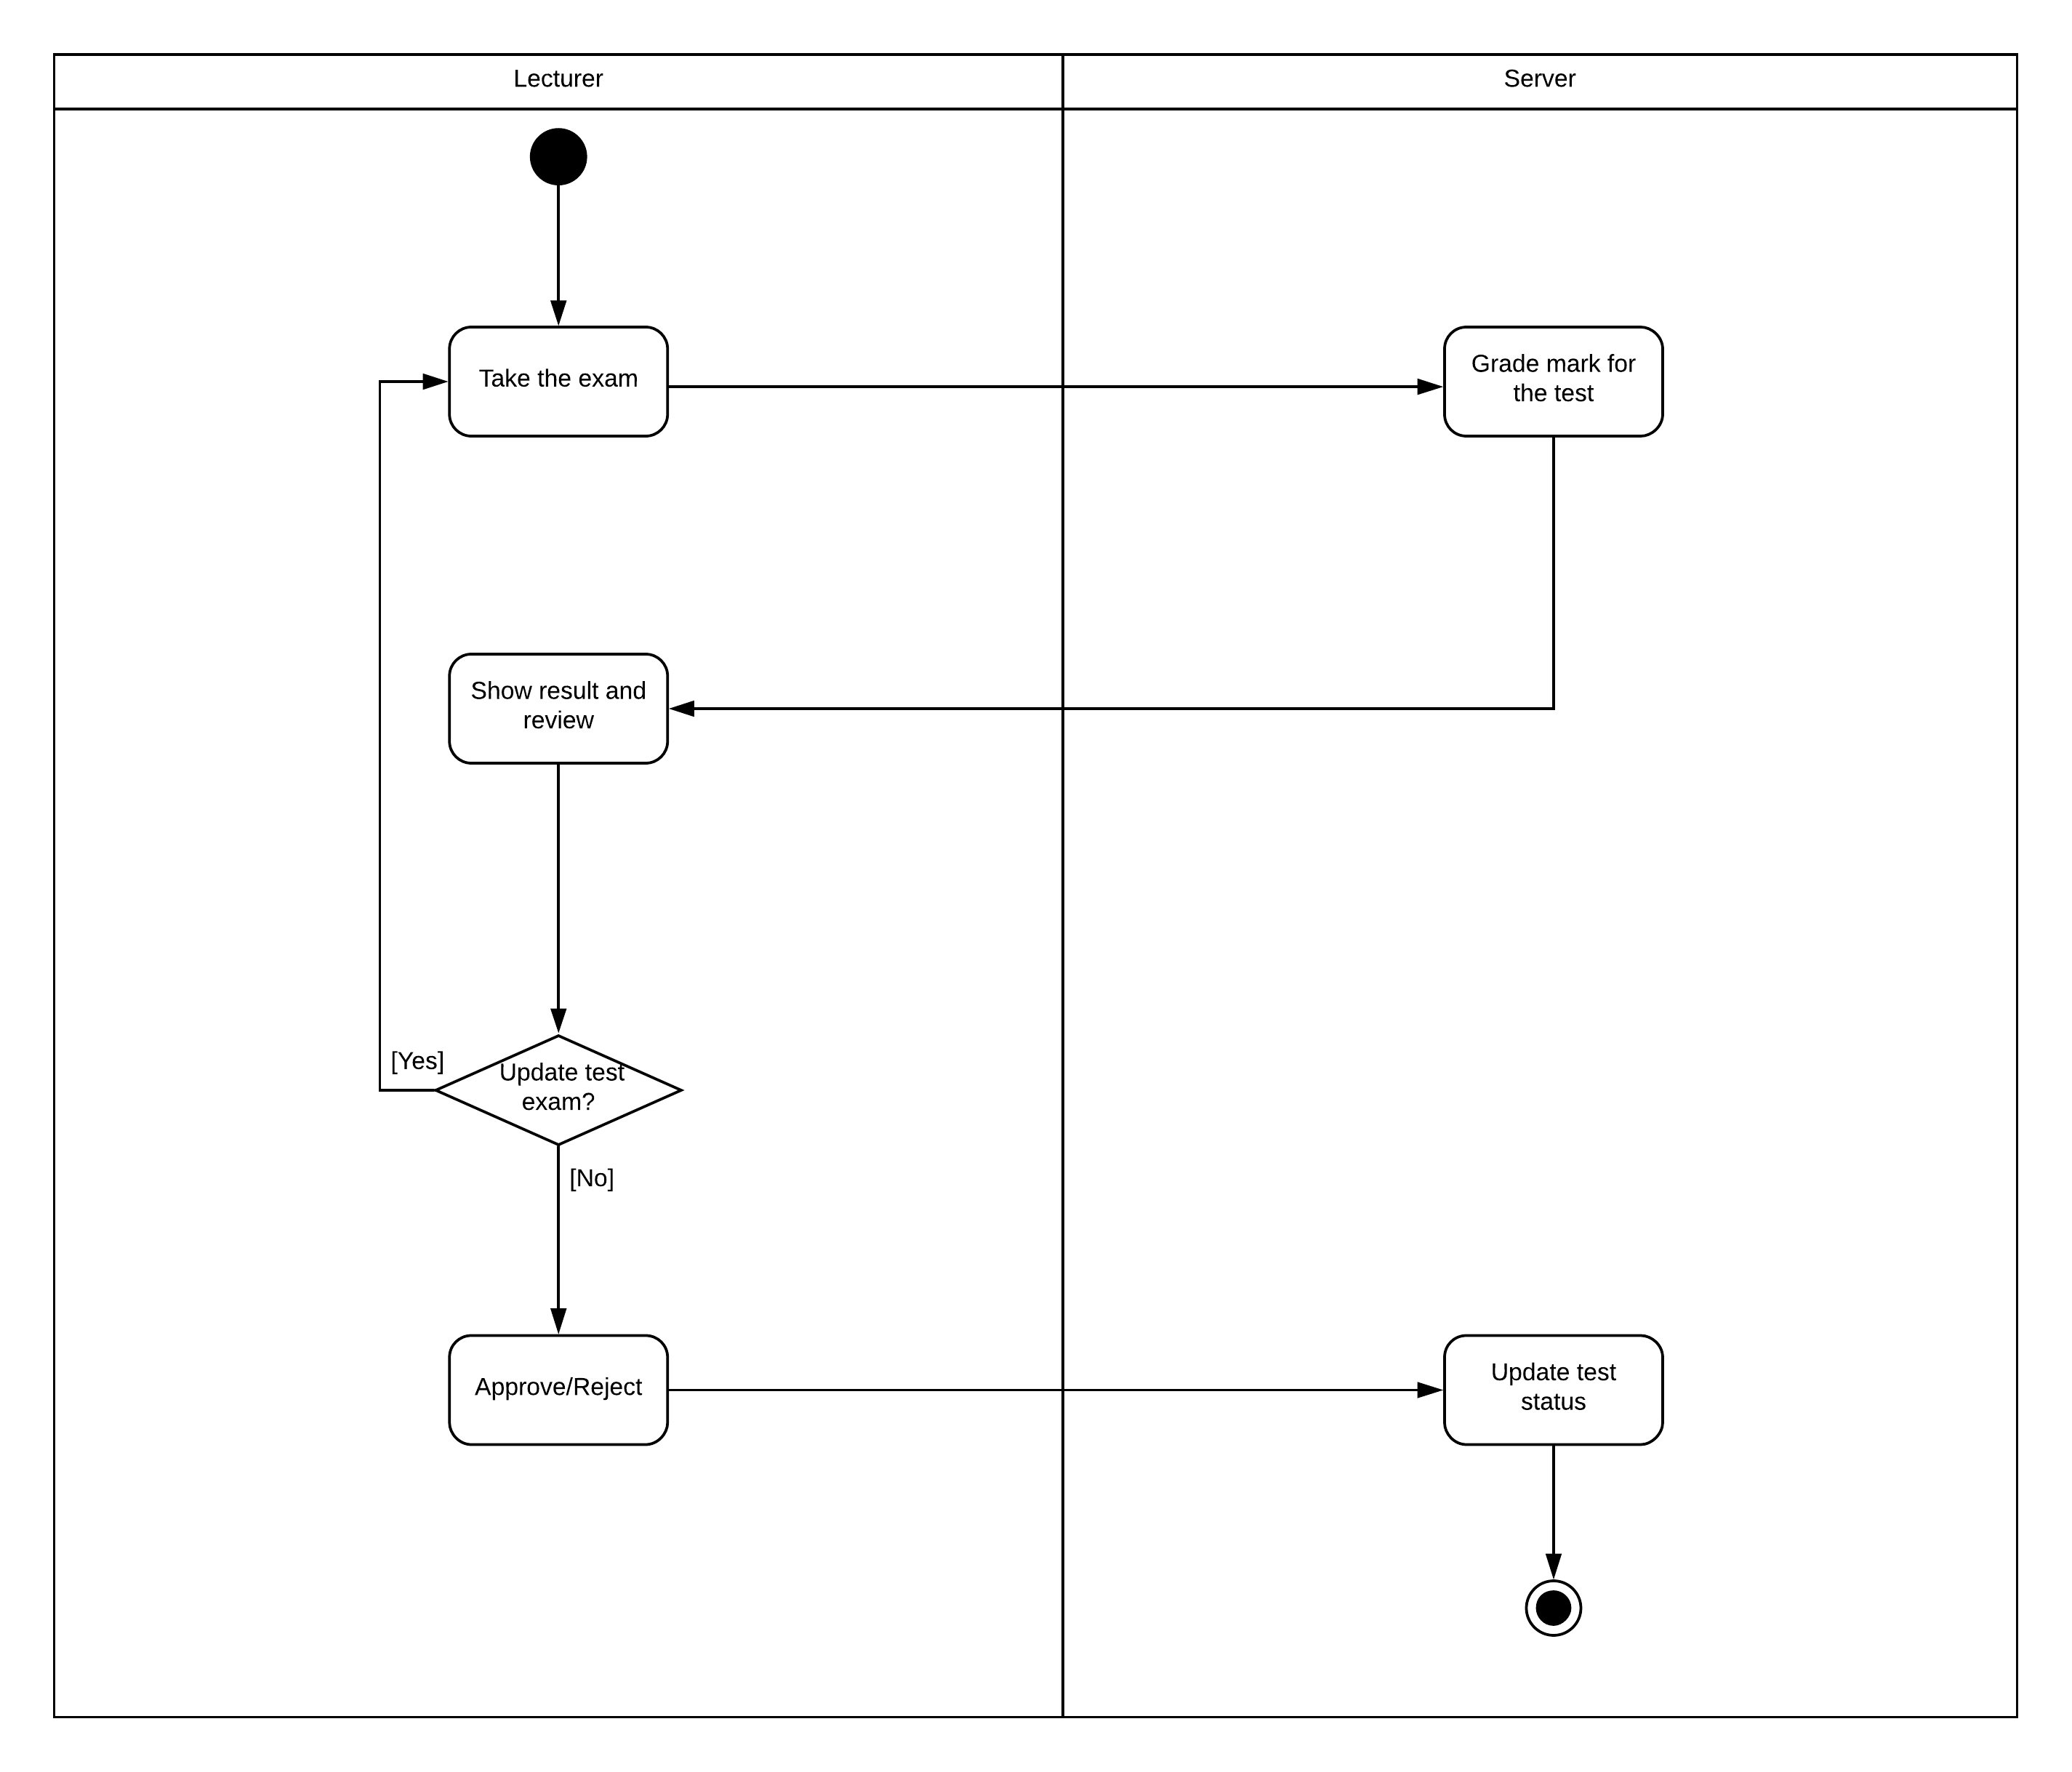 Lecturer
Server
Take the exam
Grade mark for
the test
Show result and
review
[Yes]
Update test
exam?
[No]
Approve/Reject
Update test
status